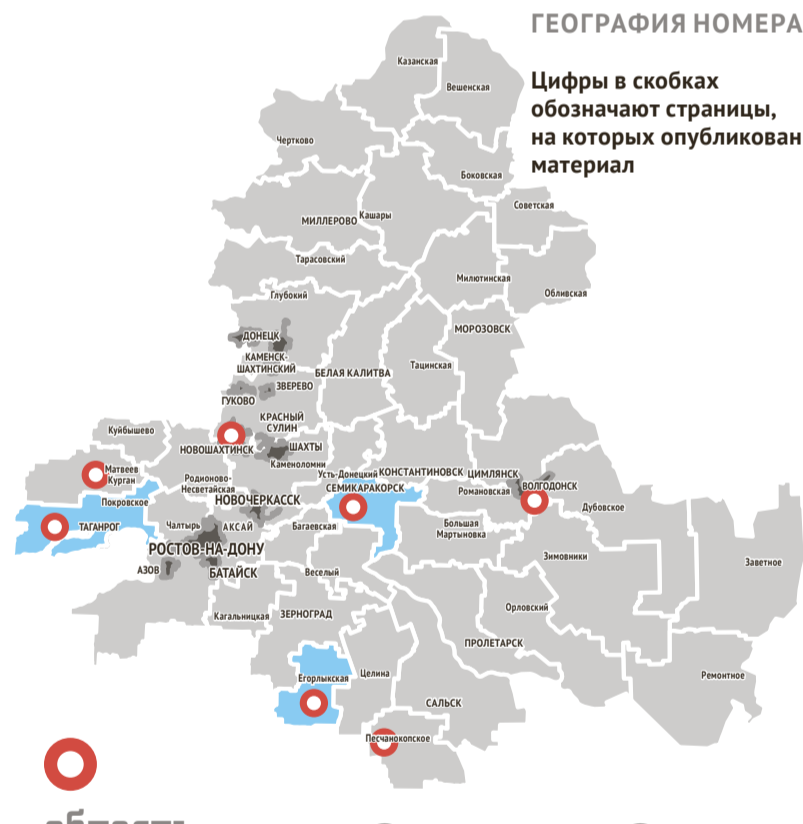 ГЕОГРАФИЯ НОМЕРА
Цифры в скобках
обозначают страницы,
на которых опубликован
материал
Казанская
Вешенская
Чертково
Боковская
Советская
МИЛЛЕРОВО
Кашары
Тарасовский
Милютинская
Обливская
Глубокий
МОРОЗОВСК
ДОНЕЦК
КАМЕНСК-
ШАХТИНСКИЙ
БЕЛАЯ КАЛИТВА
Тацинская
ЗВЕРЕВО
ГУКОВО
КРАСНЫЙ
СУЛИН
Куйбышево
НОВОШАХТИНСК
ШАХТЫ
Каменоломни
Матвеев
Курган
Родионово-
Несветайская
Усть-Донецкий
КОНСТАНТИНОВСК
ЦИМЛЯНСК
СЕМИКАРАКОРСК
Романовская
ВОЛГОДОНСК
Покровское
НОВОЧЕРКАССК
Дубовское
ТАГАНРОГ
Чалтырь
АКСАЙ
Багаевская
Большая
Мартыновка
РОСТОВ-НА-ДОНУ
Зимовники
Заветное
АЗОВ
БАТАЙСК
Веселый
Кагальницкая
ЗЕРНОГРАД
Орловский
ПРОЛЕТАРСК
Егорлыкская
Целина
Ремонтное
САЛЬСК
Песчанокопское